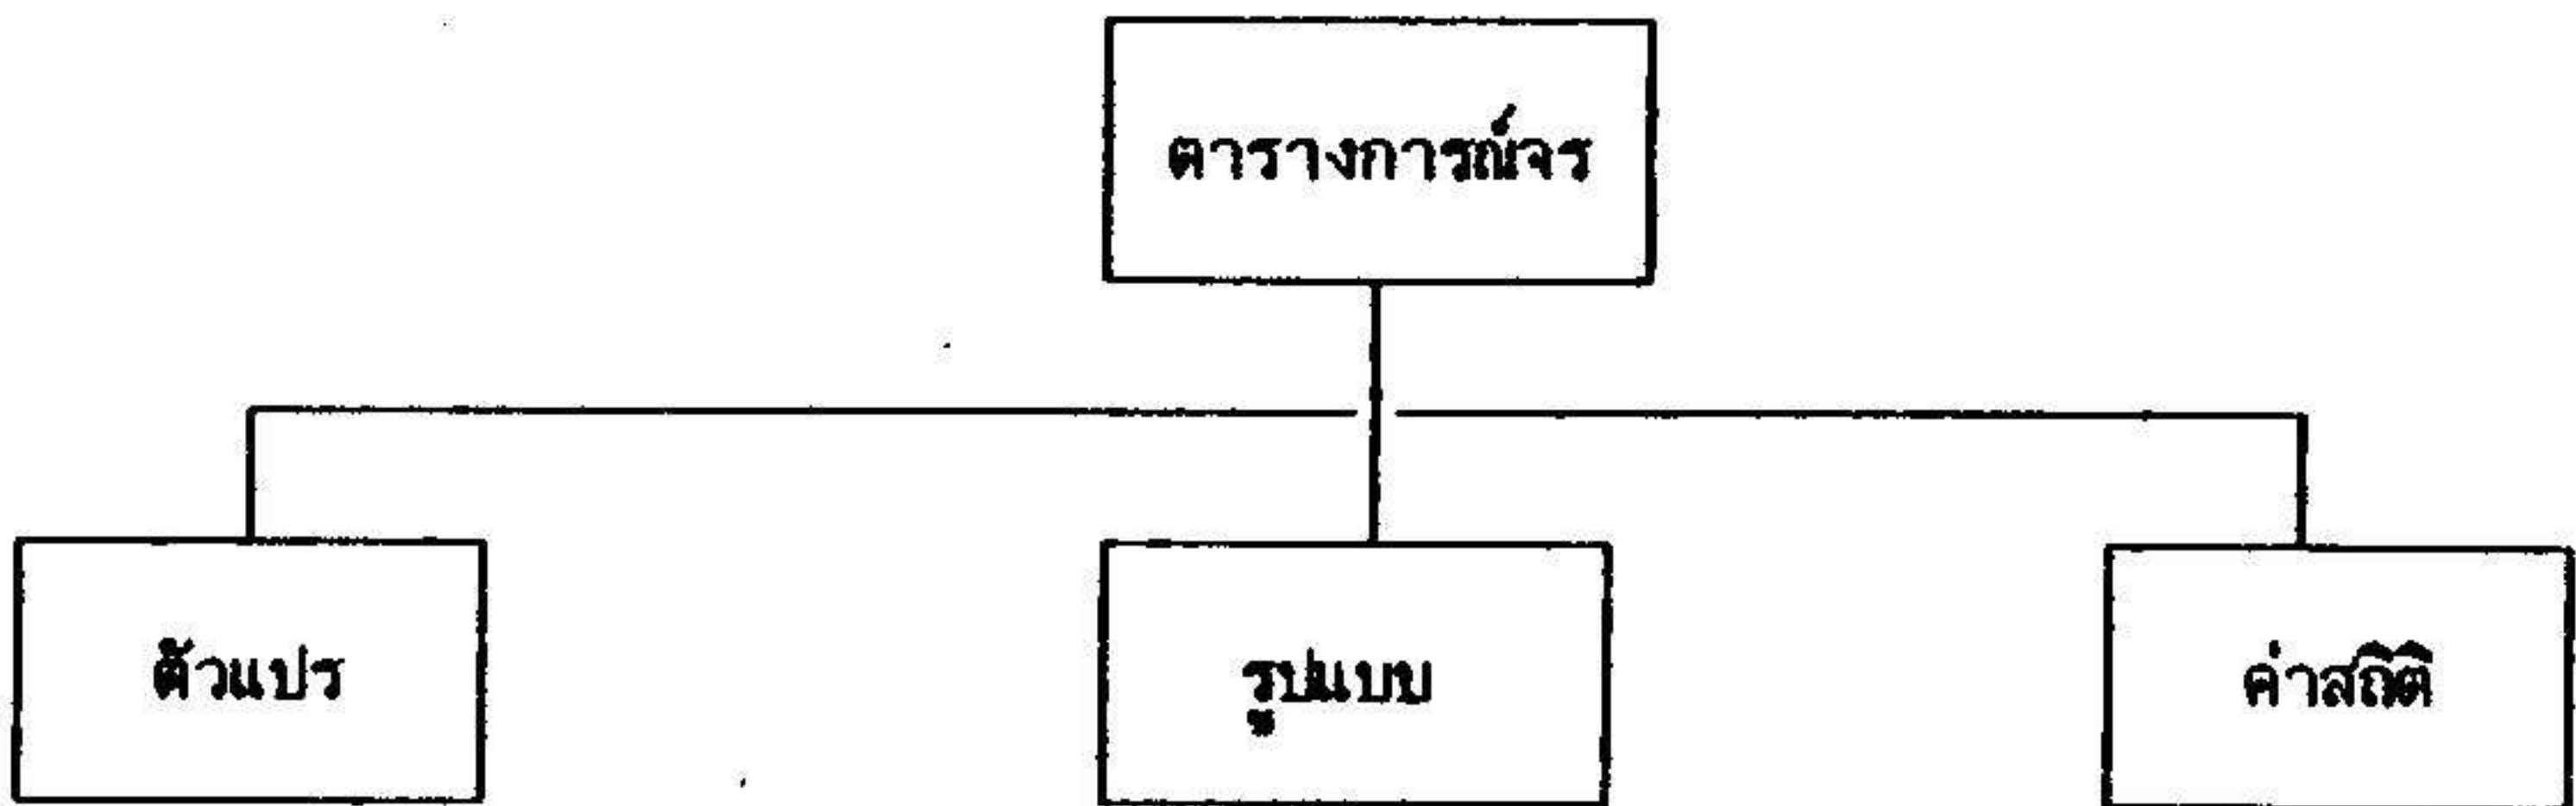 ตารางการณ์จร
ตัวแปร
รูปแบบ
ค่าสถิติ